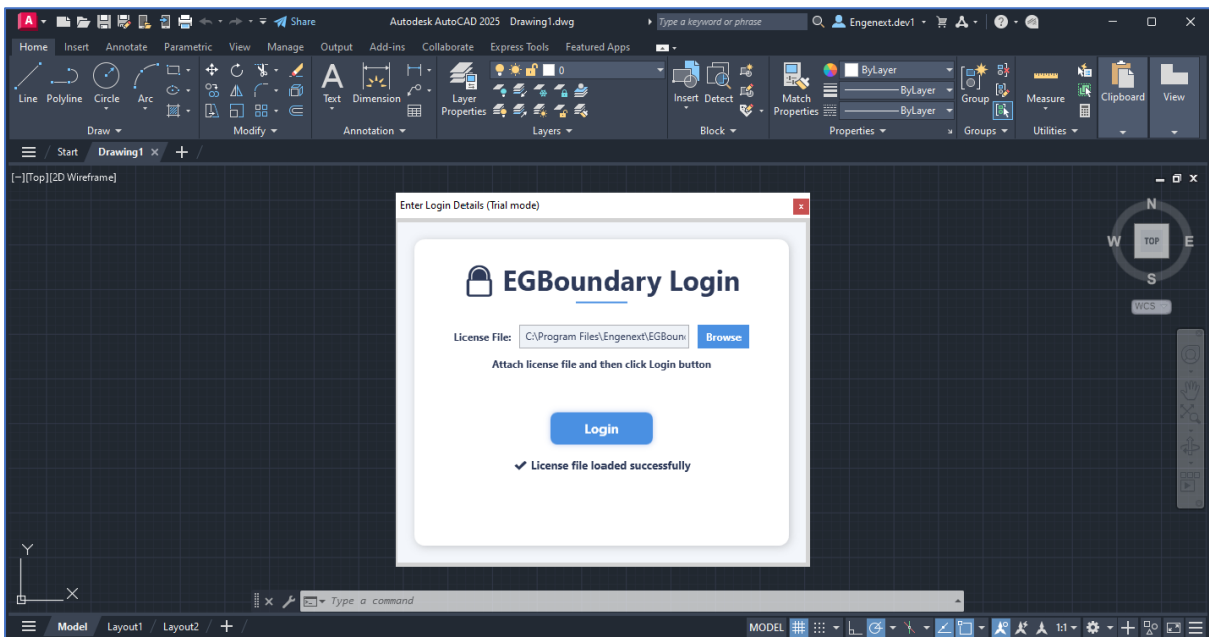 A Share Autodesk AutoCAD 2025 Drawing1.dwg Type a keyword or phrase Engenext.dev1
Home Insert Annotate Parametric View Manage Output Add-ins Collaborate Express Tools Featured Apps
Line Polyline Circle Arc
Text Dimension
Layer Properties
0
Insert Detect
Match Properties
ByLayer
ByLayer
ByLayer
Group
Measure
Clipboard
View
Draw Modify Annotation Layers Block Properties Groups Utilities
Start Drawing1 +
[−][Top][2D Wireframe]
Enter Login Details (Trial mode) x
EGBoundary Login
License File: C:\Program Files\Engenext\EGBoun Browse
Attach license file and then click Login button
Login
✔ License file loaded successfully
N
W TOP E
S
WCS
Y
X
Type a command
Model Layout1 Layout2 + MODEL 1:1